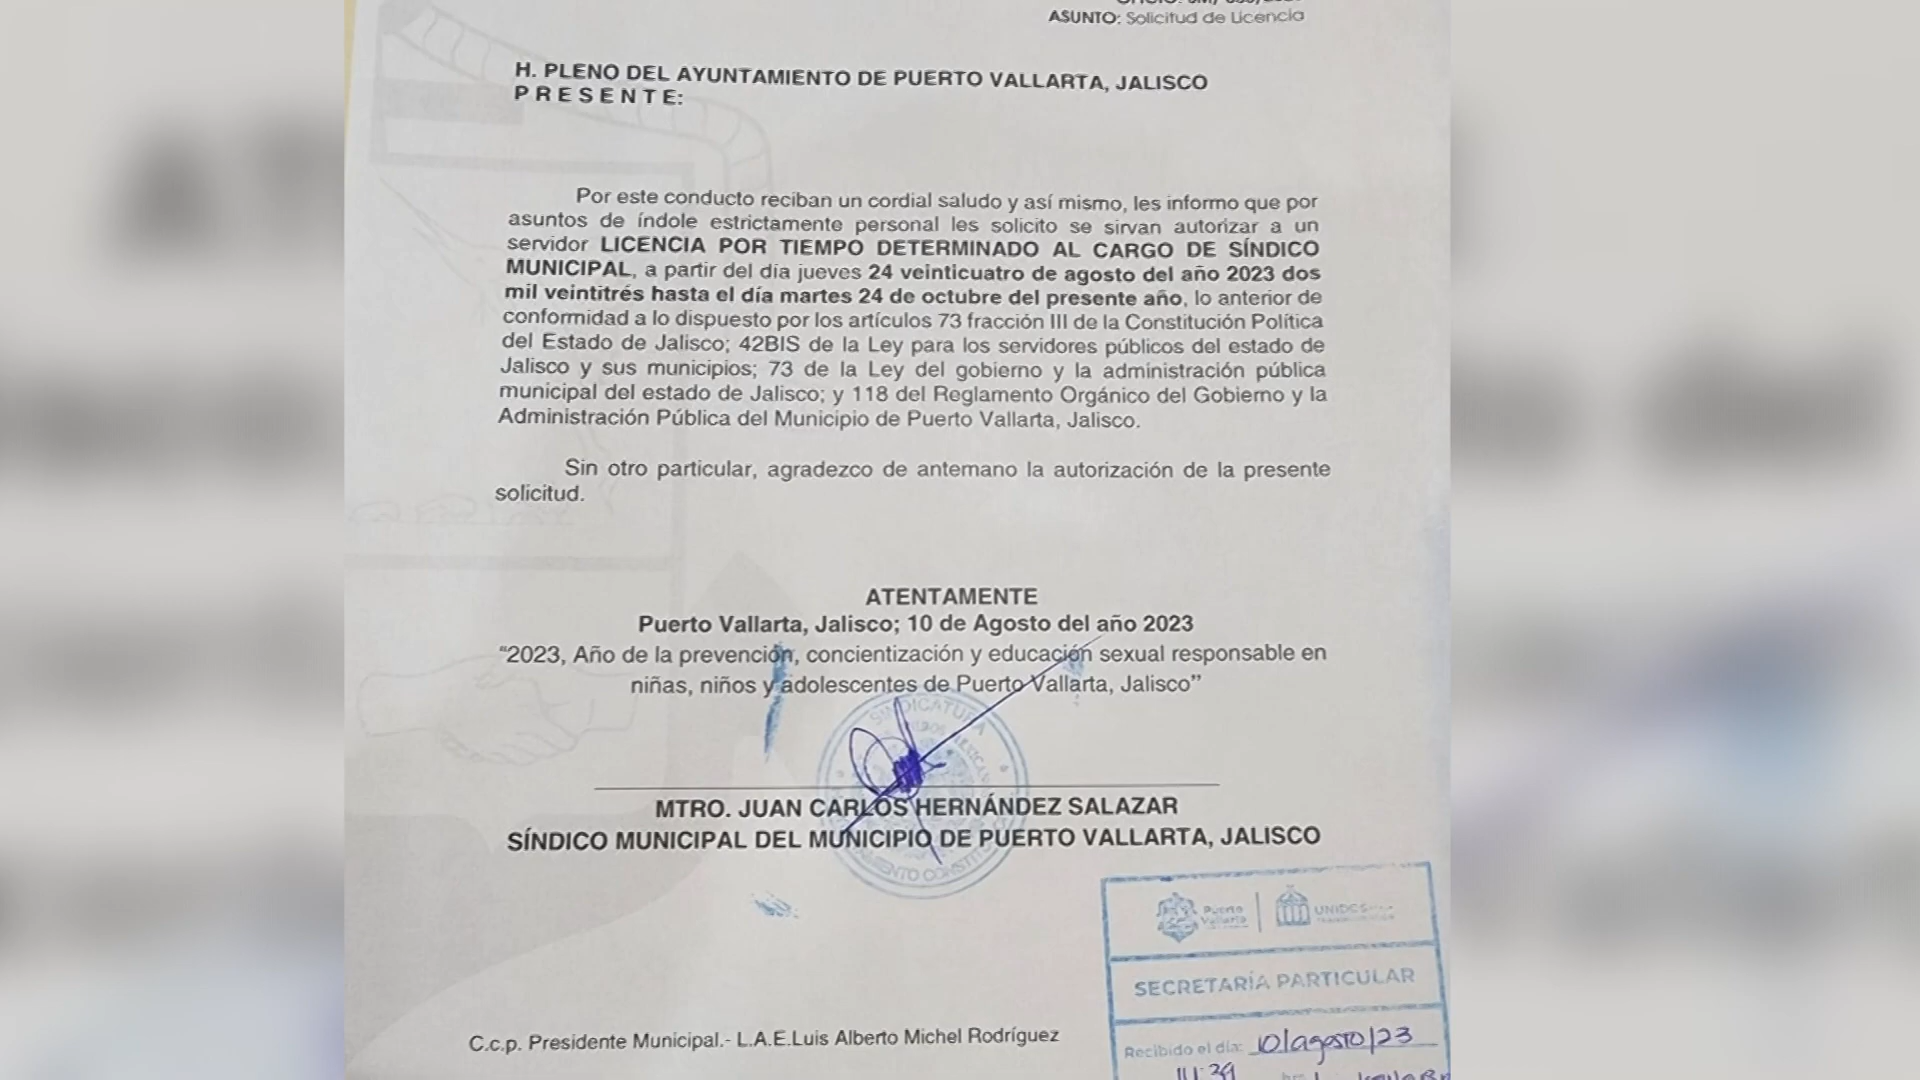 ASUNTO: Solicitud de Licencia
H. PLENO DEL AYUNTAMIENTO DE PUERTO VALLARTA, JALISCO
P R E S E N T E:
Por este conducto reciban un cordial saludo y así mismo, les informo que por
asuntos de índole estrictamente personal les solicito se sirvan autorizar a un
servidor LICENCIA POR TIEMPO DETERMINADO AL CARGO DE SÍNDICO
MUNICIPAL, a partir del día jueves 24 veinticuatro de agosto del año 2023 dos
mil veintitrés hasta el día martes 24 de octubre del presente año, lo anterior de
conformidad a lo dispuesto por los artículos 73 fracción III de la Constitución Política
del Estado de Jalisco; 42BIS de la Ley para los servidores públicos del estado de
Jalisco y sus municipios; 73 de la Ley del gobierno y la administración pública
municipal del estado de Jalisco; y 118 del Reglamento Orgánico del Gobierno y la
Administración Pública del Municipio de Puerto Vallarta, Jalisco.
Sin otro particular, agradezco de antemano la autorización de la presente
solicitud.
ATENTAMENTE
Puerto Vallarta, Jalisco; 10 de Agosto del año 2023
“2023, Año de la prevención, concientización y educación sexual responsable en
niñas, niños y adolescentes de Puerto Vallarta, Jalisco”
SINDICATURA
MTRO. JUAN CARLOS HERNÁNDEZ SALAZAR
SÍNDICO MUNICIPAL DEL MUNICIPIO DE PUERTO VALLARTA, JALISCO
Puerto
Vallarta
SECRETARÍA PARTICULAR
C.c.p. Presidente Municipal.- L.A.E.Luis Alberto Michel Rodríguez
Recibido el día: 10/agosto/23